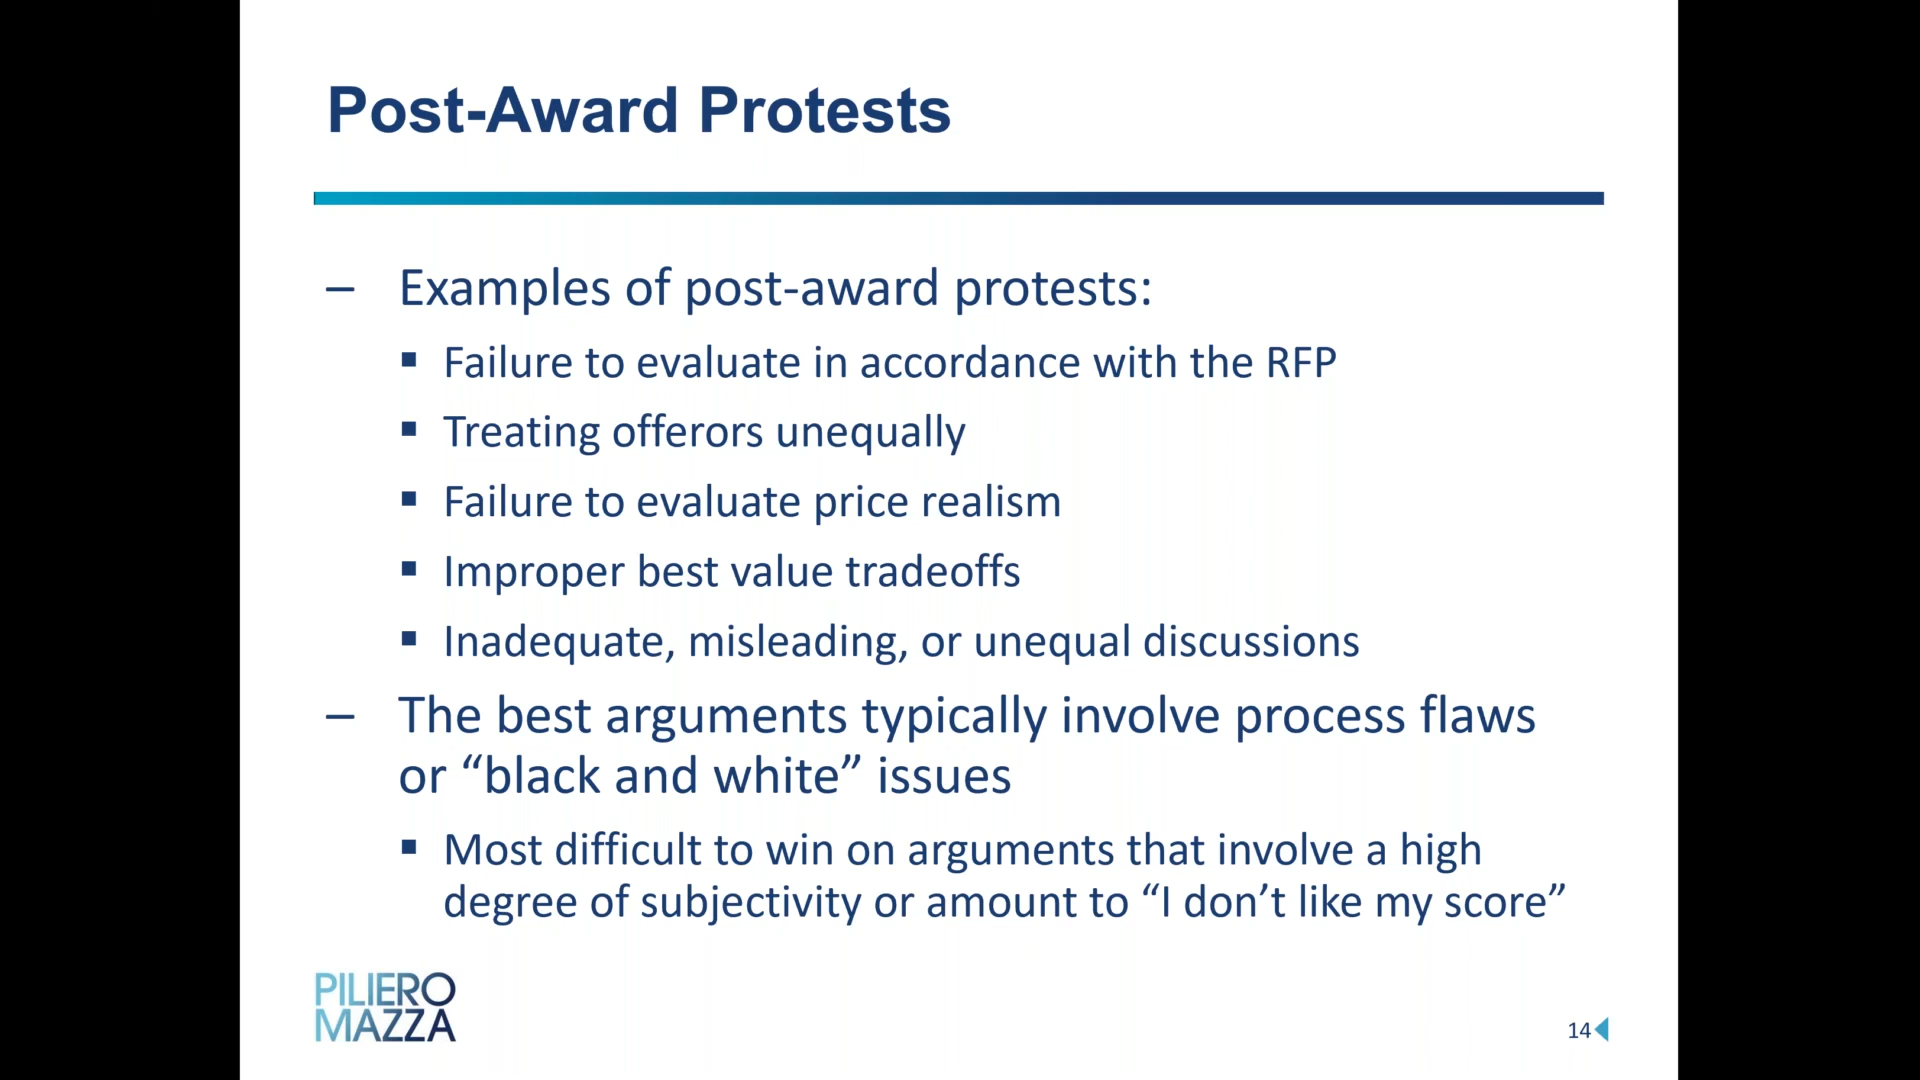 Post-Award Protests
– Examples of post-award protests:
▪ Failure to evaluate in accordance with the RFP
▪ Treating offerors unequally
▪ Failure to evaluate price realism
▪ Improper best value tradeoffs
▪ Inadequate, misleading, or unequal discussions
– The best arguments typically involve process flaws
or “black and white” issues
▪ Most difficult to win on arguments that involve a high
degree of subjectivity or amount to “I don’t like my score”
PILIERO
MAZZA
14